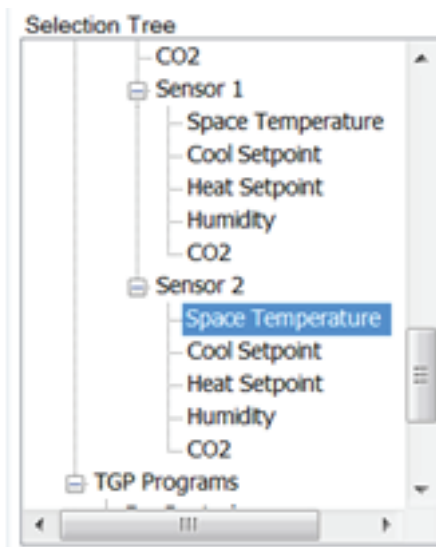 Selection Tree
CO2
Sensor 1
Space Temperature
Cool Setpoint
Heat Setpoint
Humidity
CO2
Sensor 2
Space Temperature
Cool Setpoint
Heat Setpoint
Humidity
CO2
TGP Programs